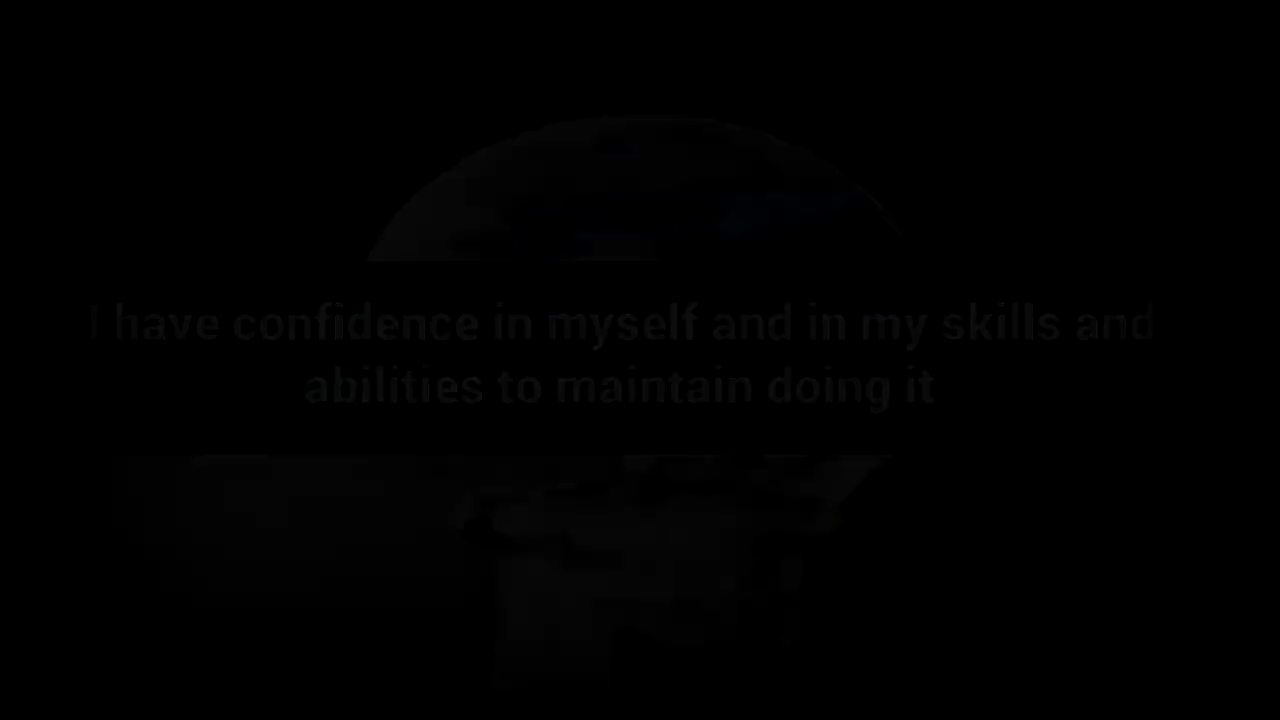 I have confidence in myself and in my skills and
abilities to maintain doing it